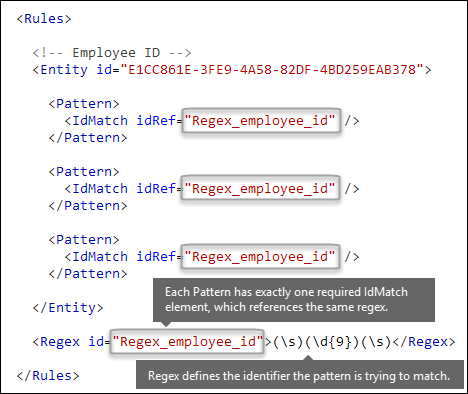 <Rules>
<!-- Employee ID -->
<Entity id="E1CC861E-3FE9-4A58-82DF-4BD259EAB378">
<Pattern>
<IdMatch idRef="Regex_employee_id" />
</Pattern>
<Pattern>
<IdMatch idRef="Regex_employee_id" />
</Pattern>
<Pattern>
<IdMatch idRef="Regex_employee_id" />
</Pattern>
Each Pattern has exactly one required IdMatch
element, which references the same regex.
</Entity>
<Regex id="Regex_employee_id">(\s)(\d{9})(\s)</Regex>
Regex defines the identifier the pattern is trying to match.
</Rules>